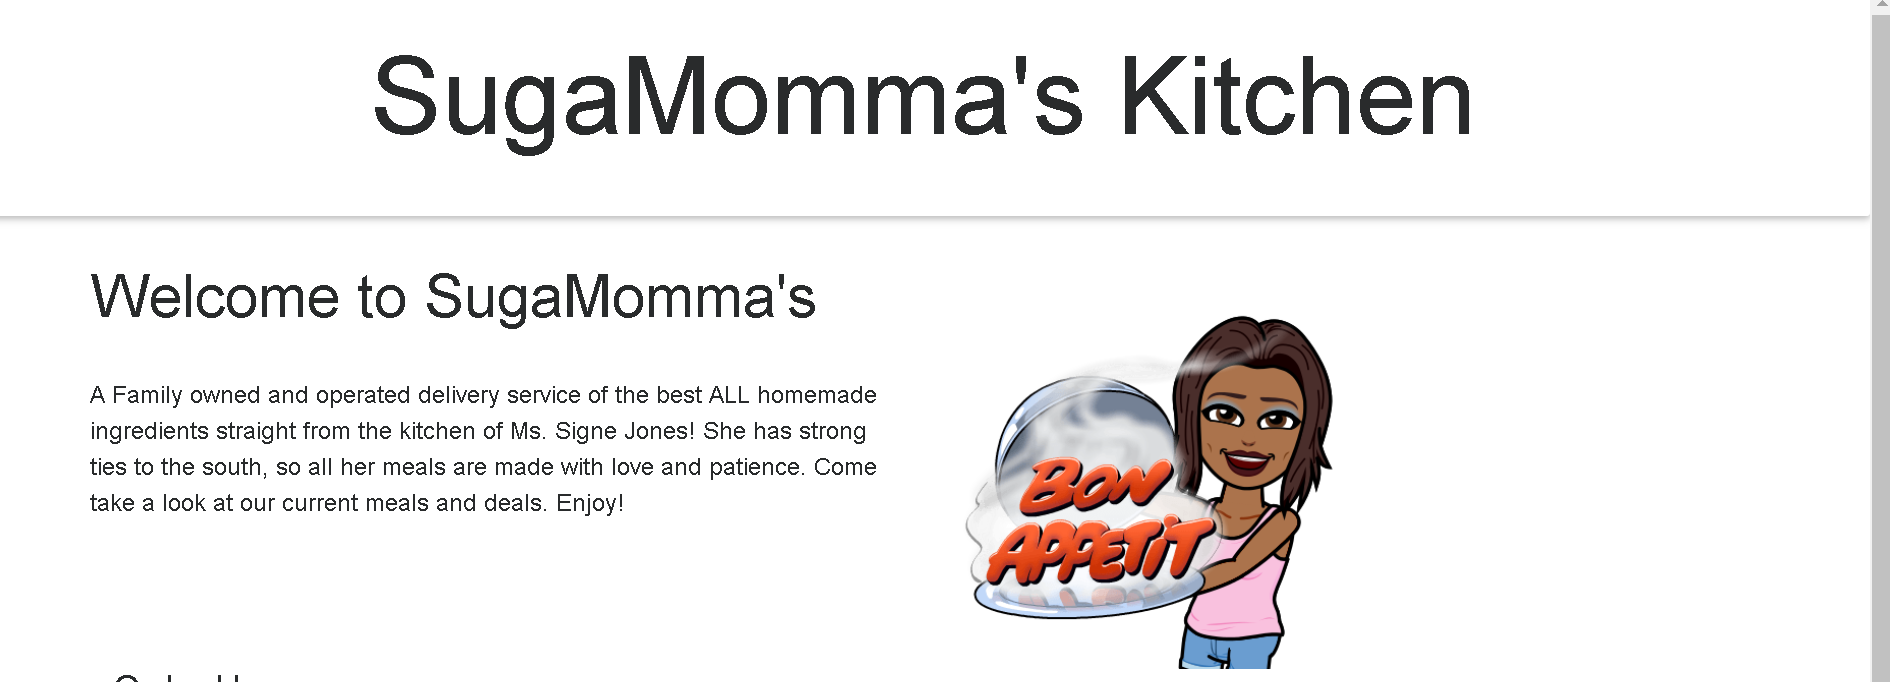 SugaMomma's Kitchen
Welcome to SugaMomma's
A Family owned and operated delivery service of the best ALL homemade
ingredients straight from the kitchen of Ms. Signe Jones! She has strong
ties to the south, so all her meals are made with love and patience. Come
take a look at our current meals and deals. Enjoy!
BON
APPETIT